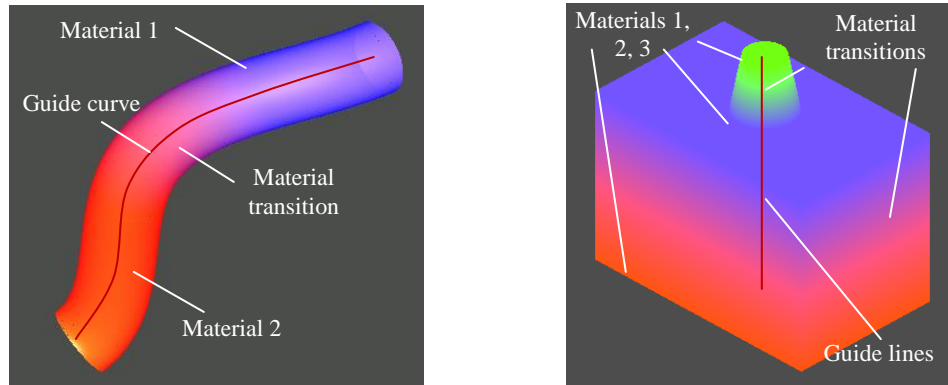 Material 1
Guide curve
Material
transition
Material 2
Materials 1,
2, 3
Material
transitions
Guide lines